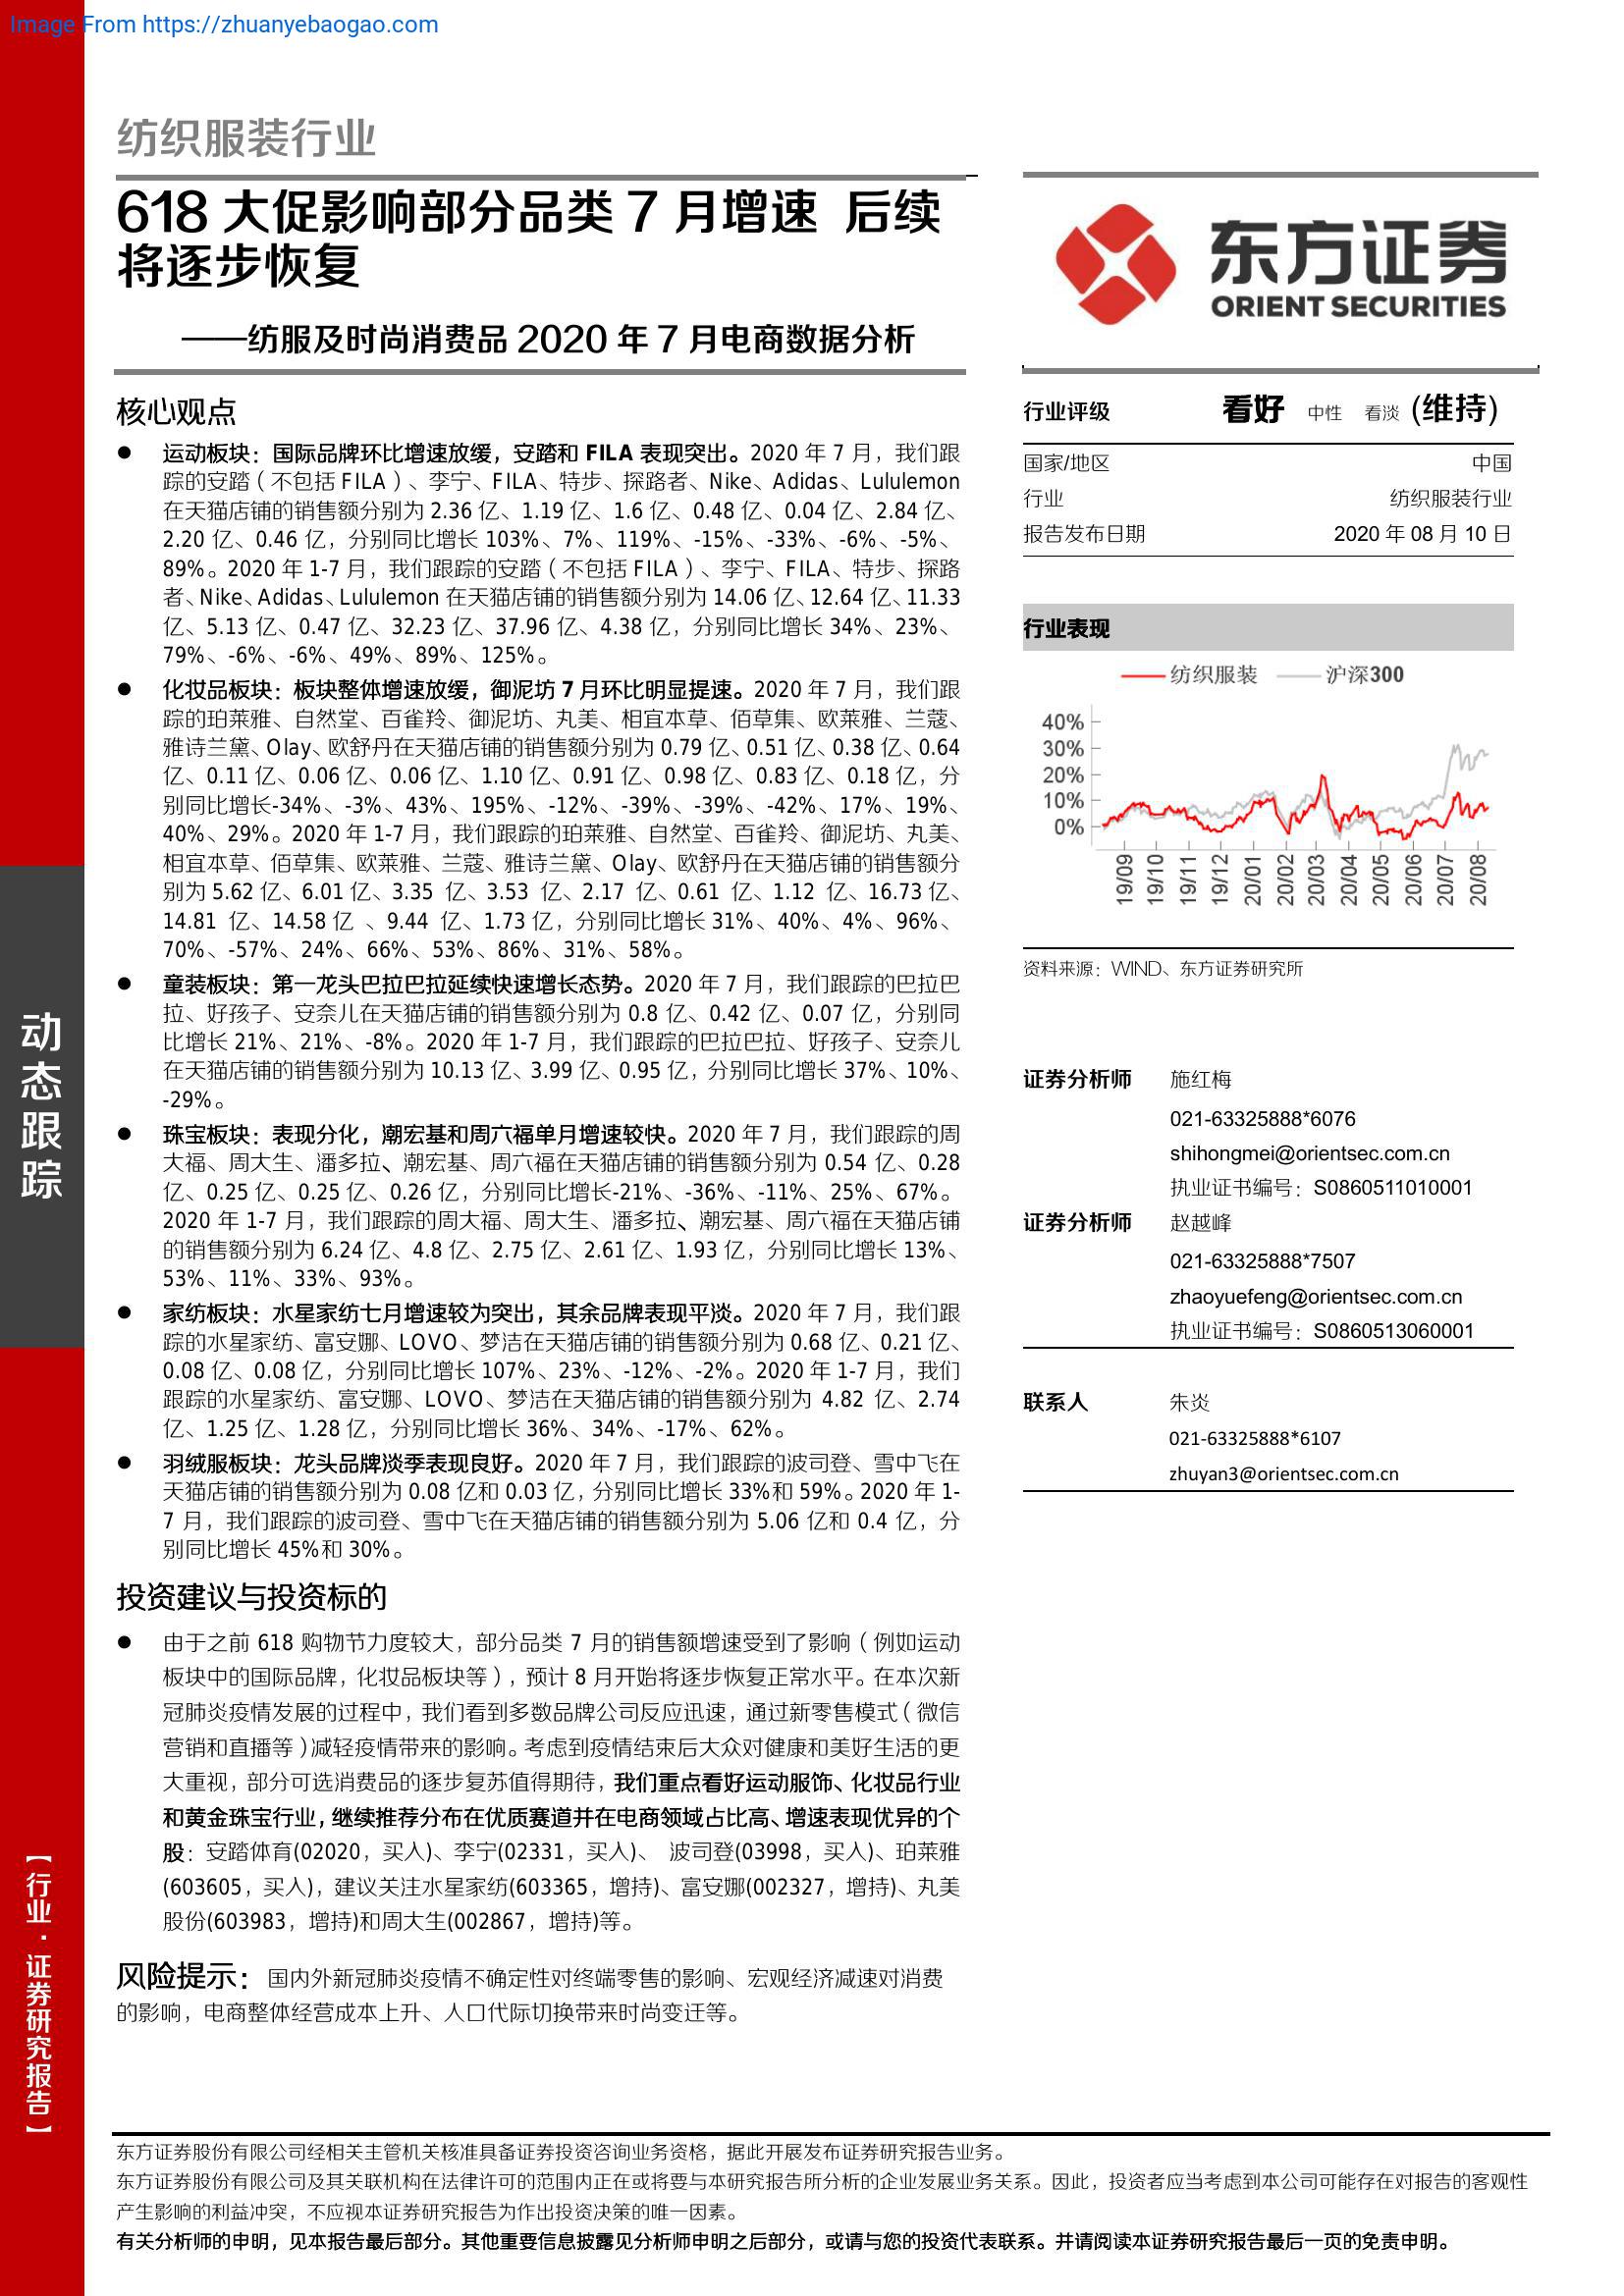 Image From https://zhuanyebaogao.com
纺织服装行业
618 大促影响部分品类 7 月增速 后续
将逐步恢复
——纺服及时尚消费品 2020 年 7 月电商数据分析
核心观点
● 运动板块：国际品牌环比增速放缓，安踏和 FILA 表现突出。2020 年 7 月，我们跟
踪的安踏（不包括 FILA）、李宁、FILA、特步、探路者、Nike、Adidas、Lululemon
在天猫店铺的销售额分别为 2.36 亿、1.19 亿、1.6 亿、0.48 亿、0.04 亿、2.84 亿、
2.20 亿、0.46 亿，分别同比增长 103%、7%、119%、-15%、-33%、-6%、-5%、
89%。2020 年 1-7 月，我们跟踪的安踏（不包括 FILA）、李宁、FILA、特步、探路
者、Nike、Adidas、Lululemon 在天猫店铺的销售额分别为 14.06 亿、12.64 亿、11.33
亿、5.13 亿、0.47 亿、32.23 亿、37.96 亿、4.38 亿，分别同比增长 34%、23%、
79%、-6%、-6%、49%、89%、125%。
● 化妆品板块：板块整体增速放缓，御泥坊 7 月环比明显提速。2020 年 7 月，我们跟
踪的珀莱雅、自然堂、百雀羚、御泥坊、丸美、相宜本草、佰草集、欧莱雅、兰蔻、
雅诗兰黛、Olay、欧舒丹在天猫店铺的销售额分别为 0.79 亿、0.51 亿、0.38 亿、0.64
亿、0.11 亿、0.06 亿、0.06 亿、1.10 亿、0.91 亿、0.98 亿、0.83 亿、0.18 亿，分
别同比增长-34%、-3%、43%、195%、-12%、-39%、-39%、-42%、17%、19%、
40%、29%。2020 年 1-7 月，我们跟踪的珀莱雅、自然堂、百雀羚、御泥坊、丸美、
相宜本草、佰草集、欧莱雅、兰蔻、雅诗兰黛、Olay、欧舒丹在天猫店铺的销售额分
别为 5.62 亿、6.01 亿、3.35 亿、3.53 亿、2.17 亿、0.61 亿、1.12 亿、16.73 亿、
14.81 亿、14.58 亿 、9.44 亿、1.73 亿，分别同比增长 31%、40%、4%、96%、
70%、-57%、24%、66%、53%、86%、31%、58%。
● 童装板块：第一龙头巴拉巴拉延续快速增长态势。2020 年 7 月，我们跟踪的巴拉巴
拉、好孩子、安奈儿在天猫店铺的销售额分别为 0.8 亿、0.42 亿、0.07 亿，分别同
比增长 21%、21%、-8%。2020 年 1-7 月，我们跟踪的巴拉巴拉、好孩子、安奈儿
在天猫店铺的销售额分别为 10.13 亿、3.99 亿、0.95 亿，分别同比增长 37%、10%、
-29%。
● 珠宝板块：表现分化，潮宏基和周六福单月增速较快。2020 年 7 月，我们跟踪的周
大福、周大生、潘多拉、潮宏基、周六福在天猫店铺的销售额分别为 0.54 亿、0.28
亿、0.25 亿、0.25 亿、0.26 亿，分别同比增长-21%、-36%、-11%、25%、67%。
2020 年 1-7 月，我们跟踪的周大福、周大生、潘多拉、潮宏基、周六福在天猫店铺
的销售额分别为 6.24 亿、4.8 亿、2.75 亿、2.61 亿、1.93 亿，分别同比增长 13%、
53%、11%、33%、93%。
● 家纺板块：水星家纺七月增速较为突出，其余品牌表现平淡。2020 年 7 月，我们跟
踪的水星家纺、富安娜、LOVO、梦洁在天猫店铺的销售额分别为 0.68 亿、0.21 亿、
0.08 亿、0.08 亿，分别同比增长 107%、23%、-12%、-2%。2020 年 1-7 月，我们
跟踪的水星家纺、富安娜、LOVO、梦洁在天猫店铺的销售额分别为 4.82 亿、2.74
亿、1.25 亿、1.28 亿，分别同比增长 36%、34%、-17%、62%。
● 羽绒服板块：龙头品牌淡季表现良好。2020 年 7 月，我们跟踪的波司登、雪中飞在
天猫店铺的销售额分别为 0.08 亿和 0.03 亿，分别同比增长 33%和 59%。2020 年 1-
7 月，我们跟踪的波司登、雪中飞在天猫店铺的销售额分别为 5.06 亿和 0.4 亿，分
别同比增长 45%和 30%。
投资建议与投资标的
● 由于之前 618 购物节力度较大，部分品类 7 月的销售额增速受到了影响（例如运动
板块中的国际品牌，化妆品板块等），预计 8 月开始将逐步恢复正常水平。在本次新
冠肺炎疫情发展的过程中，我们看到多数品牌公司反应迅速，通过新零售模式（微信
营销和直播等）减轻疫情带来的影响。考虑到疫情结束后大众对健康和美好生活的更
大重视，部分可选消费品的逐步复苏值得期待，我们重点看好运动服饰、化妆品行业
和黄金珠宝行业，继续推荐分布在优质赛道并在电商领域占比高、增速表现优异的个
股：安踏体育(02020，买入)、李宁(02331，买入)、 波司登(03998，买入)、珀莱雅
(603605，买入)，建议关注水星家纺(603365，增持)、富安娜(002327，增持)、丸美
股份(603983，增持)和周大生(002867，增持)等。
风险提示：国内外新冠肺炎疫情不确定性对终端零售的影响、宏观经济减速对消费
的影响，电商整体经营成本上升、人口代际切换带来时尚变迁等。
东方证券
ORIENT SECURITIES
行业评级 看好 中性 看淡 (维持)
国家/地区 中国
行业 纺织服装行业
报告发布日期 2020 年 08 月 10 日
行业表现
纺织服装 沪深300
40%
30%
20%
10%
0%
19/09 19/10 19/11 19/12 20/01 20/02 20/03 20/04 20/05 20/06 20/07 20/08
资料来源：WIND、东方证券研究所
证券分析师 施红梅
021-63325888*6076
shihongmei@orientsec.com.cn
执业证书编号：S0860511010001
证券分析师 赵越峰
021-63325888*7507
zhaoyuefeng@orientsec.com.cn
执业证书编号：S0860513060001
联系人 朱炎
021-63325888*6107
zhuyan3@orientsec.com.cn
动态跟踪
【行业·证券研究报告】
东方证券股份有限公司经相关主管机关核准具备证券投资咨询业务资格，据此开展发布证券研究报告业务。
东方证券股份有限公司及其关联机构在法律许可的范围内正在或将要与本研究报告所分析的企业发展业务关系。因此，投资者应当考虑到本公司可能存在对报告的客观性
产生影响的利益冲突，不应视本证券研究报告为作出投资决策的唯一因素。
有关分析师的申明，见本报告最后部分。其他重要信息披露见分析师申明之后部分，或请与您的投资代表联系。并请阅读本证券研究报告最后一页的免责申明。